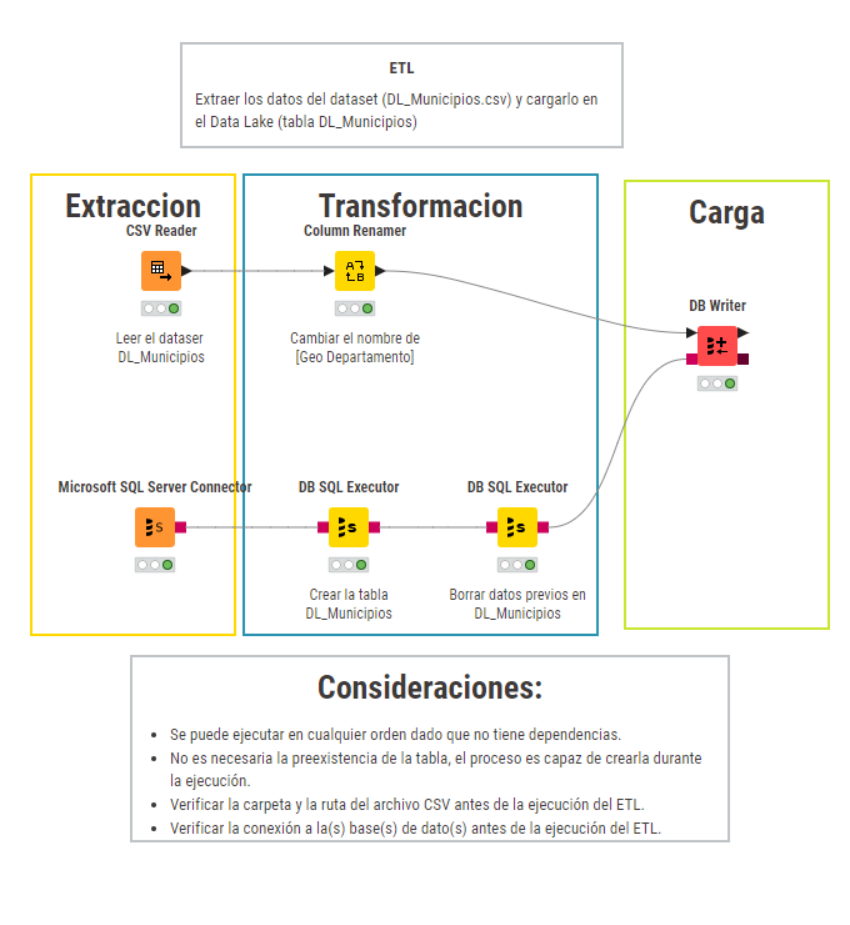 ETL
Extraer los datos del dataset (DL_Municipios.csv) y cargarlo en
el Data Lake (tabla DL_Municipios)
Extraccion
Transformacion
Carga
CSV Reader
Column Renamer
A
B
DB Writer
Leer el dataser
DL_Municipios
Cambiar el nombre de
[Geo Departamento]
Microsoft SQL Server Connector
DB SQL Executor
DB SQL Executor
S
S
S
Crear la tabla
DL_Municipios
Borrar datos previos en
DL_Municipios
Consideraciones:
• Se puede ejecutar en cualquier orden dado que no tiene dependencias.
• No es necesaria la preexistencia de la tabla, el proceso es capaz de crearla durante
la ejecución.
• Verificar la carpeta y la ruta del archivo CSV antes de la ejecución del ETL.
• Verificar la conexión a la(s) base(s) de dato(s) antes de la ejecución del ETL.